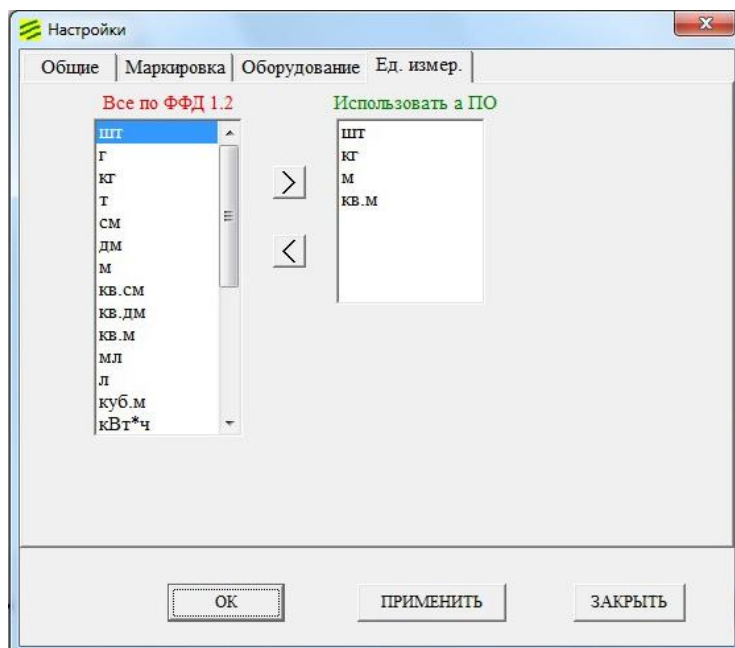 Настройки
Общие Маркировка Оборудование Ед. измер.
Все по ФФД 1.2 Использовать а ПО
шт
г
кг
т
см
дм
м
кв.см
кв.дм
кв.м
мл
л
куб.м
кВт*ч
>
<
шт
кг
м
кв.м
ОК ПРИМЕНИТЬ ЗАКРЫТЬ